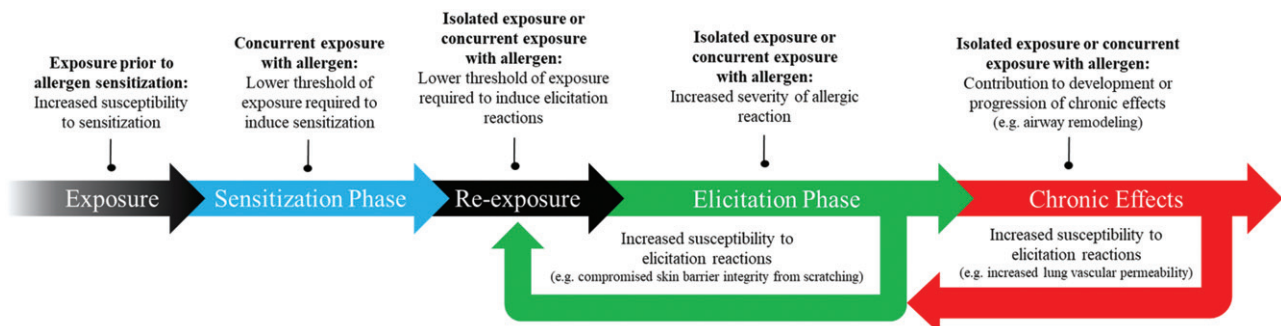 Exposure prior to
allergen sensitization:
Increased susceptibility
to sensitization
Concurrent exposure
with allergen:
Lower threshold of
exposure required to
induce sensitization
Isolated exposure or
concurrent exposure
with allergen:
Lower threshold of exposure
required to induce elicitation
reactions
Isolated exposure or
concurrent exposure
with allergen:
Increased severity of allergic
reaction
Isolated exposure or concurrent
exposure with allergen:
Contribution to development or
progression of chronic effects
(e.g. airway remodeling)
Exposure
Sensitization Phase
Re-exposure
Elicitation Phase
Chronic Effects
Increased susceptibility to
elicitation reactions
(e.g. compromised skin barrier integrity from scratching)
Increased susceptibility to
elicitation reactions
(e.g. increased lung vascular permeability)